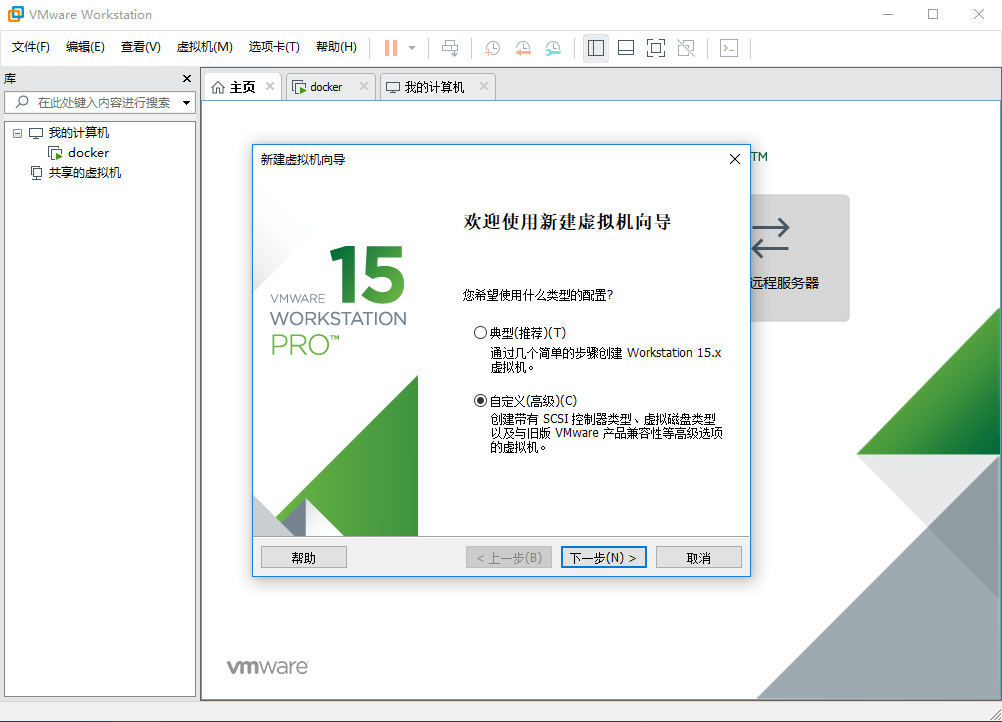 VMware Workstation
文件(F) 编辑(E) 查看(V) 虚拟机(M) 选项卡(T) 帮助(H)
库
在此处键入内容进行搜索
我的计算机
docker
共享的虚拟机
主页
docker
我的计算机
TM
远程服务器
新建虚拟机向导
15
VMWARE
WORKSTATION
PRO™
欢迎使用新建虚拟机向导
您希望使用什么类型的配置?
典型(推荐)(T)
通过几个简单的步骤创建 Workstation 15.x
虚拟机。
自定义(高级)(C)
创建带有 SCSI 控制器类型、虚拟磁盘类型
以及与旧版 VMware 产品兼容性等高级选项
的虚拟机。
帮助
< 上一步(B)
下一步(N) >
取消
vmware